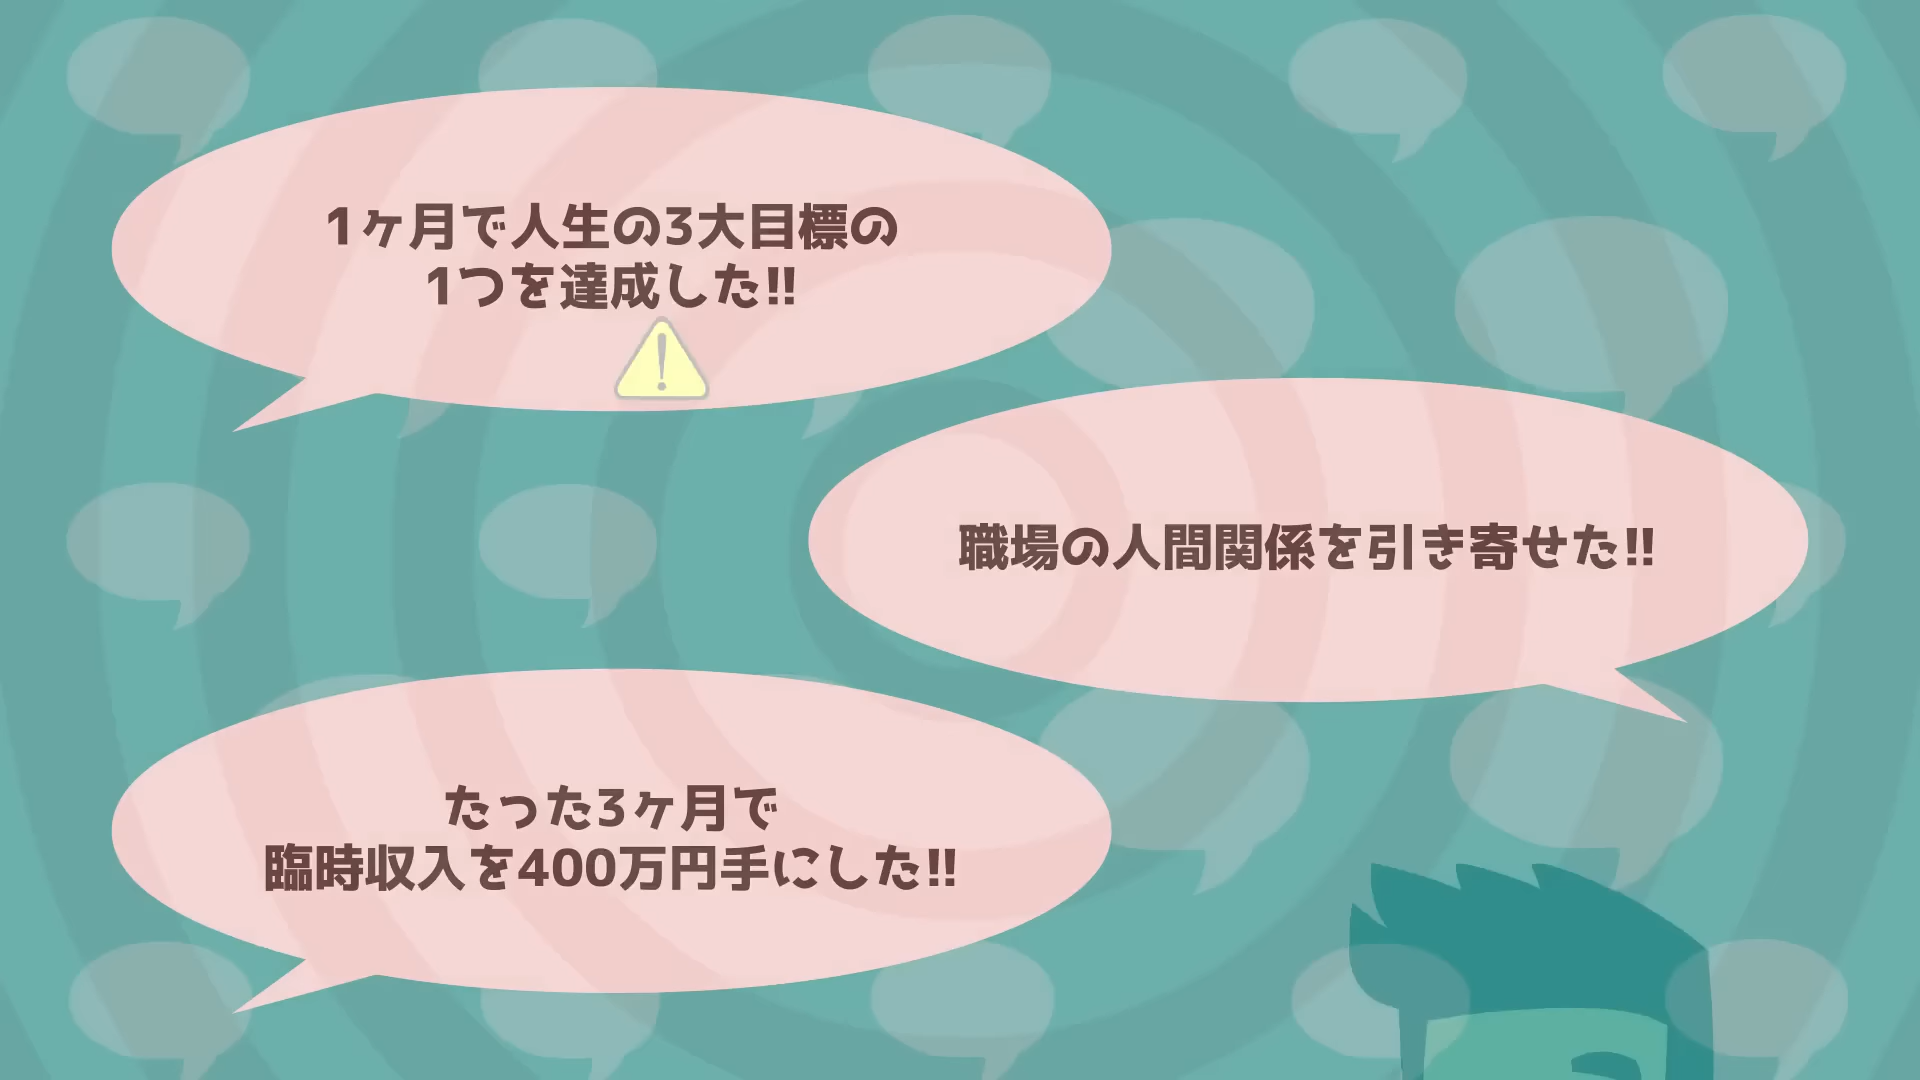 1ヶ月で人生の3大目標の
1つを達成した!!
職場の人間関係を引き寄せた!!
たった3ヶ月で
臨時収入を400万円手にした!!